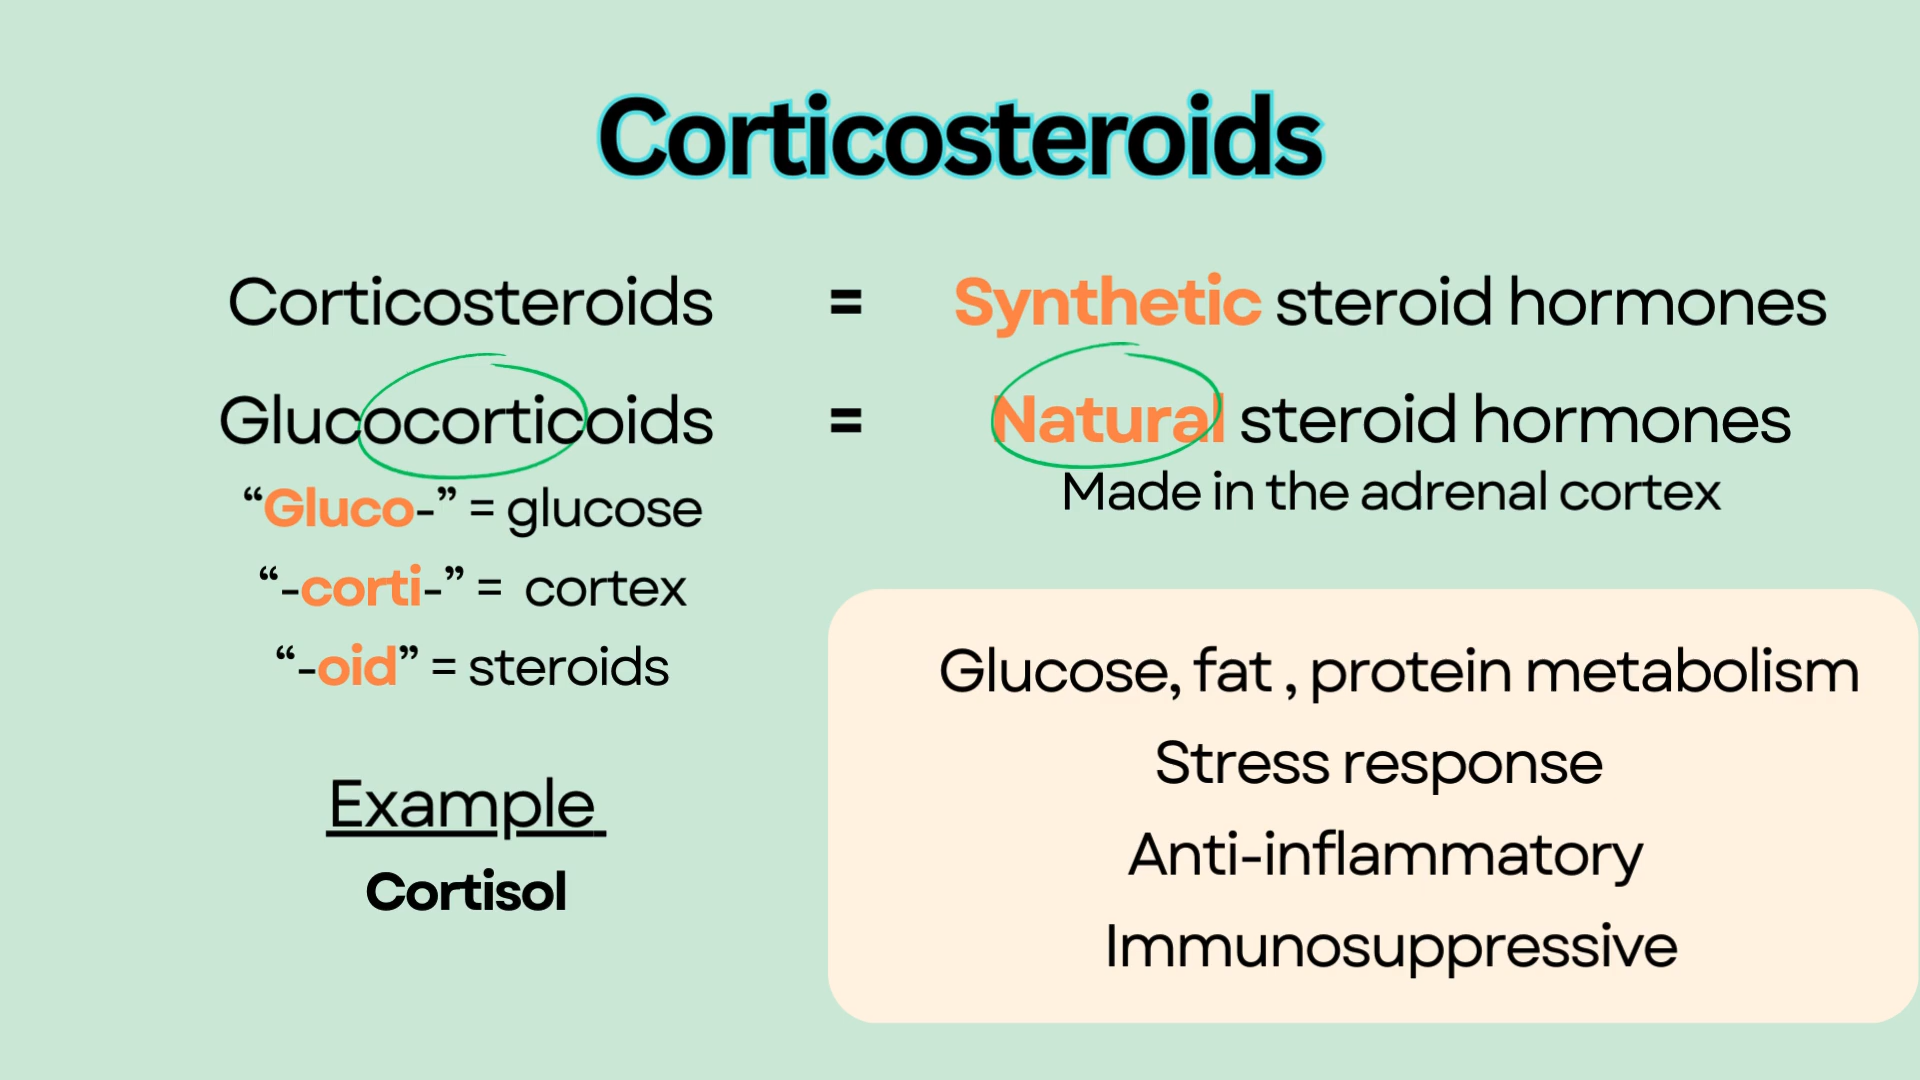 Corticosteroids
Corticosteroids = Synthetic steroid hormones
Glucocorticoids = Natural steroid hormones
Made in the adrenal cortex
“Gluco-” = glucose
“-corti-” = cortex
“-oid” = steroids
Example
Cortisol
Glucose, fat , protein metabolism
Stress response
Anti-inflammatory
Immunosuppressive